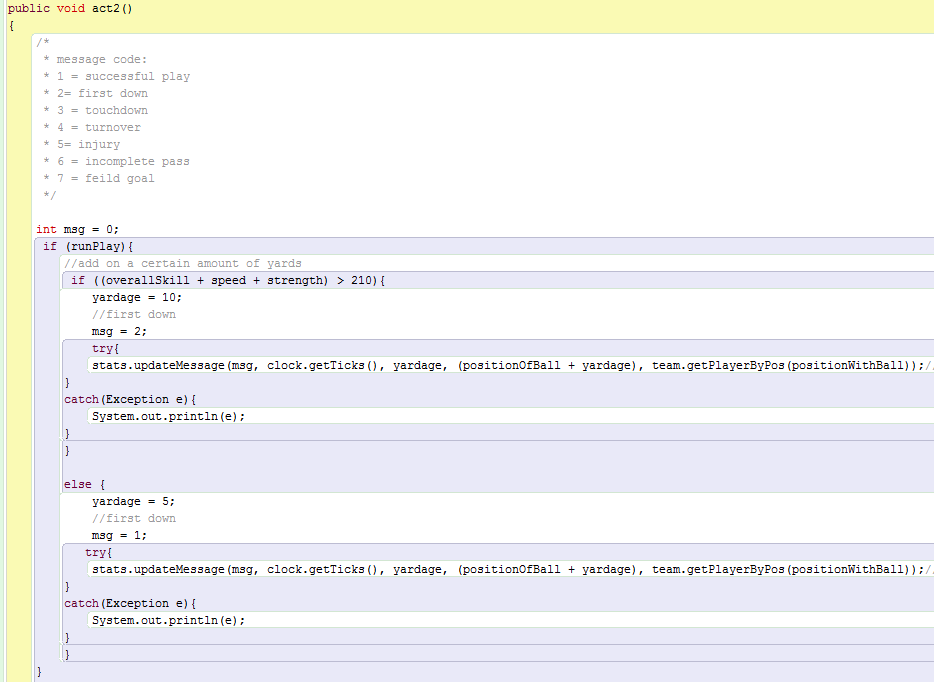 public void act2()
{
/*
* message code:
* 1 = successful play
* 2= first down
* 3 = touchdown
* 4 = turnover
* 5= injury
* 6 = incomplete pass
* 7 = feild goal
*/
int msg = 0;
if (runPlay){
//add on a certain amount of yards
if ((overallSkill + speed + strength) > 210){
yardage = 10;
//first down
msg = 2;
try{
stats.updateMessage(msg, clock.getTicks(), yardage, (positionOfBall + yardage), team.getPlayerByPos(positionWithBall));/
}
catch(Exception e){
System.out.println(e);
}
}
else {
yardage = 5;
//first down
msg = 1;
try{
stats.updateMessage(msg, clock.getTicks(), yardage, (positionOfBall + yardage), team.getPlayerByPos(positionWithBall));/
}
catch(Exception e){
System.out.println(e);
}
}
}